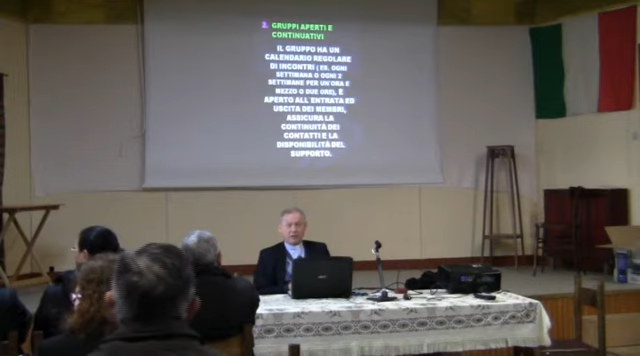 2. GRUPPI APERTI E
CONTINUATIVI
IL GRUPPO HA UN
CALENDARIO REGOLARE
DI INCONTRI ( ES. OGNI
SETTIMANA O OGNI 2
SETTIMANE PER UN'ORA E
MEZZO O DUE ORE), È
APERTO ALL'ENTRATA ED
USCITA DEI MEMBRI,
ASSICURA LA
CONTINUITÀ DEI
CONTATTI E LA
DISPONIBILITÀ DEL
SUPPORTO.